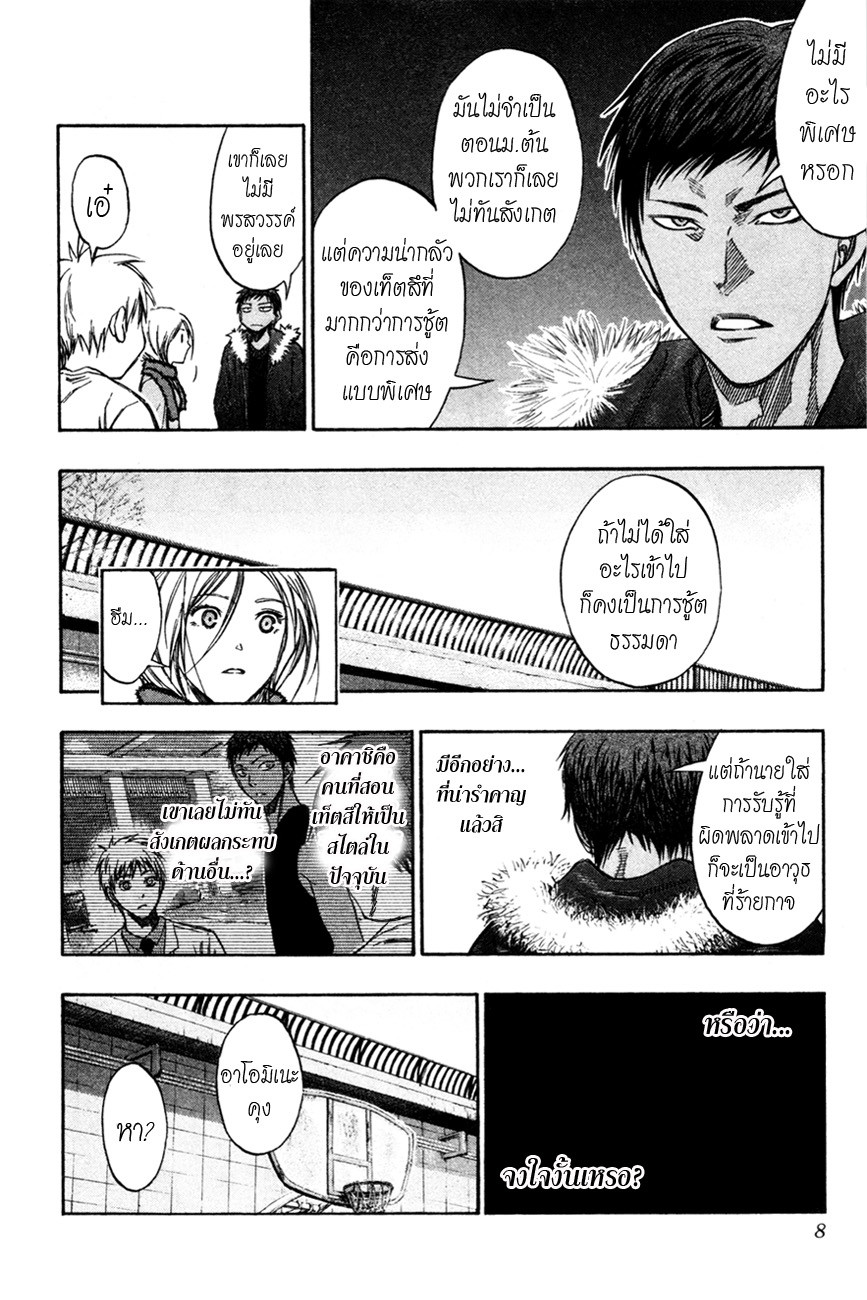 ไม่มี
อะไร
พิเศษ
หรอก
มันไม่จำเป็น
ตอนม.ต้น
พวกเราก็เลย
ไม่ทันสังเกต
แต่ความน่ากลัว
ของเท็ตสึที่
มากกว่าการชู้ต
คือการส่ง
แบบพิเศษ
เขาก็เลย
ไม่มี
พรสวรรค์
อยู่เลย
เอ๋
ถ้าไม่ได้ใส่
อะไรเข้าไป
ก็คงเป็นการชู้ต
ธรรมดา
ฮึม...
แต่ถ้านายใส่
การรับรู้ที่
ผิดพลาดเข้าไป
ก็จะเป็นอาวุธ
ที่ร้ายกาจ
มีอีกอย่าง...
ที่น่ารำคาญ
แล้วสิ
อาคาชิคือ
คนที่สอน
เท็ตสึให้เป็น
สไตล์ใน
ปัจจุบัน
เขาเลยไม่ทัน
สังเกตผลกระทบ
ด้านอื่น...?
หรือว่า...
จงใจงั้นเหรอ?
อาโอมิเนะ
คุง
หา?
8